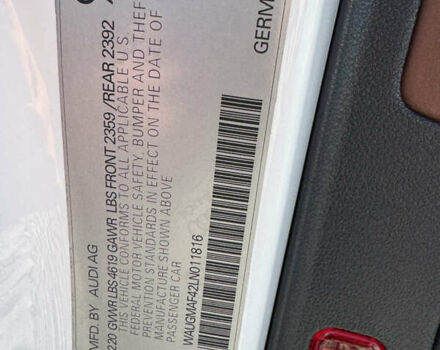 MFD. BY AUDI AG
220 GVWR LBS 4619 GAWR LBS FRONT 2359 /REAR 2392
THIS VEHICLE CONFORMS TO ALL APPLICABLE U.S.
FEDERAL MOTOR VEHICLE SAFETY, BUMPER AND THEF
PREVENTION STANDARDS IN EFFECT ON THE DATE OF
MANUFACTURE SHOWN ABOVE
PASSENGER CAR
WAUGMAF42LN011816
GERM